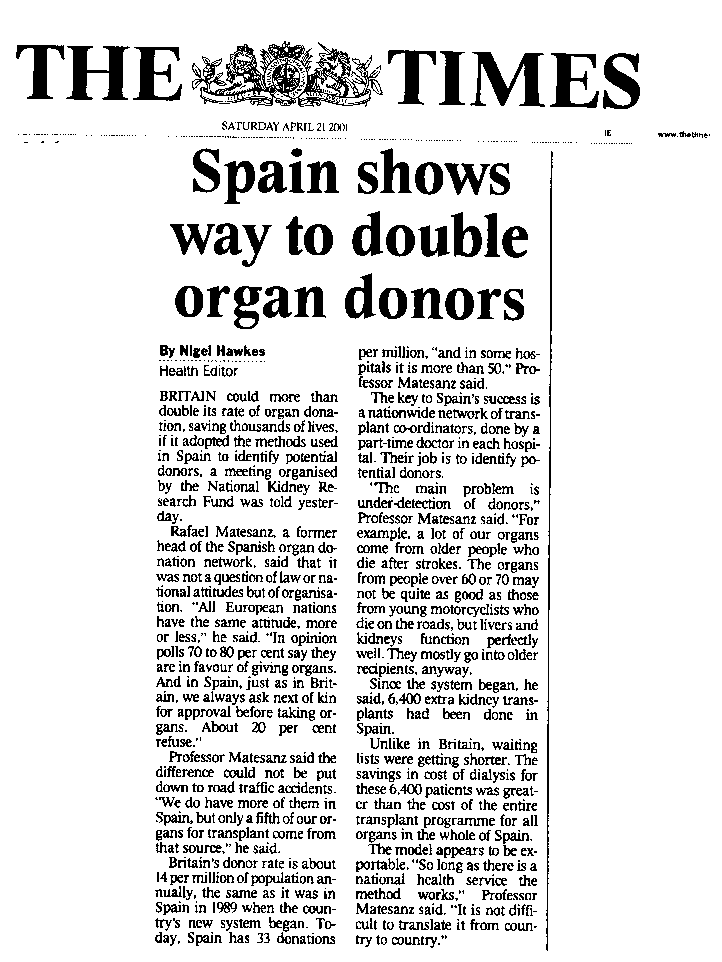 THE TIMES
SATURDAY APRIL 21 2001
IE
www.thetime
Spain shows
way to double
organ donors
By Nigel Hawkes
Health Editor
BRITAIN could more than
double its rate of organ dona-
tion, saving thousands of lives,
if it adopted the methods used
in Spain to identify potential
donors, a meeting organised
by the National Kidney Re-
search Fund was told yester-
day.
Rafael Matesanz, a former
head of the Spanish organ do-
nation network, said that it
was not a question of law or na-
tional attitudes but of organisa-
tion. "All European nations
have the same attitude, more
or less," he said. "In opinion
polls 70 to 80 per cent say they
are in favour of giving organs.
And in Spain, just as in Brit-
ain, we always ask next of kin
for approval before taking or-
gans. About 20 per cent
refuse."
Professor Matesanz said the
difference could not be put
down to road traffic accidents.
"We do have more of them in
Spain, but only a fifth of our or-
gans for transplant come from
that source," he said.
Britain's donor rate is about
14 per million of population an-
nually, the same as it was in
Spain in 1989 when the coun-
try's new system began. To-
day, Spain has 33 donations
per million, "and in some hos-
pitals it is more than 50." Pro-
fessor Matesanz said.
The key to Spain's success is
a nationwide network of trans-
plant co-ordinators, done by a
part-time doctor in each hospi-
tal. Their job is to identify po-
tential donors.
"The main problem is
under-detection of donors,"
Professor Matesanz said. "For
example, a lot of our organs
come from older people who
die after strokes. The organs
from people over 60 or 70 may
not be quite as good as those
from young motorcyclists who
die on the roads, but livers and
kidneys function perfectly
well. They mostly go into older
recipients, anyway.
Since the system began, he
said, 6,400 extra kidney trans-
plants had been done in
Spain.
Unlike in Britain, waiting
lists were getting shorter. The
savings in cost of dialysis for
these 6,400 patients was great-
er than the cost of the entire
transplant programme for all
organs in the whole of Spain.
The model appears to be ex-
portable. "So long as there is a
national health service the
method works," Professor
Matesanz said. "It is not diffi-
cult to translate it from coun-
try to country."